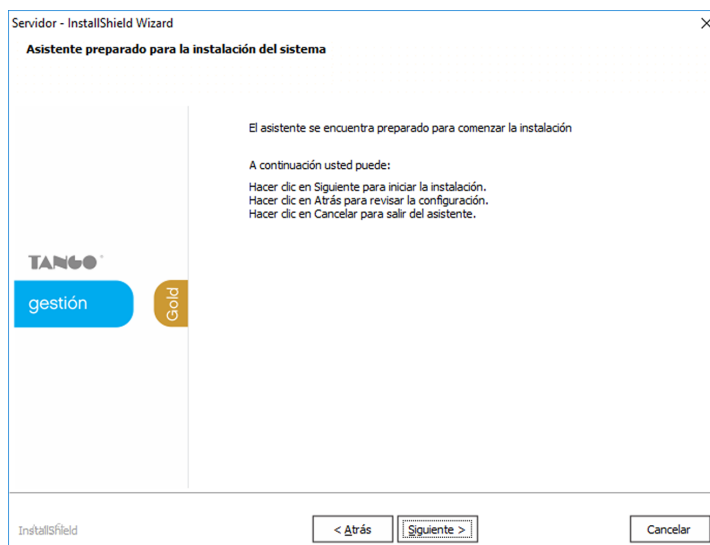 Servidor - InstallShield Wizard
Asistente preparado para la instalación del sistema
El asistente se encuentra preparado para comenzar la instalación
A continuación usted puede:
Hacer clic en Siguiente para iniciar la instalación.
Hacer clic en Atrás para revisar la configuración.
Hacer clic en Cancelar para salir del asistente.
TANGO®
gestión
Gold
InstallShield
< Atrás
Siguiente >
Cancelar